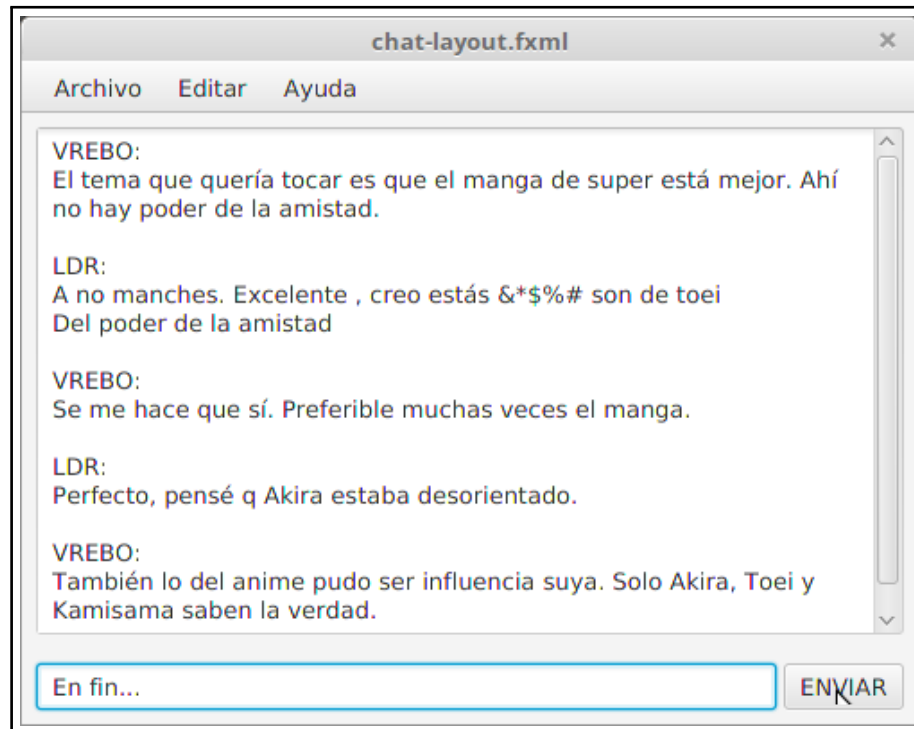 chat-layout.fxml
Archivo Editar Ayuda
VREBO:
El tema que quería tocar es que el manga de super está mejor. Ahí
no hay poder de la amistad.
LDR:
A no manches. Excelente , creo estás &*$%# son de toei
Del poder de la amistad
VREBO:
Se me hace que sí. Preferible muchas veces el manga.
LDR:
Perfecto, pensé q Akira estaba desorientado.
VREBO:
También lo del anime pudo ser influencia suya. Solo Akira, Toei y
Kamisama saben la verdad.
En fin... ENVIAR